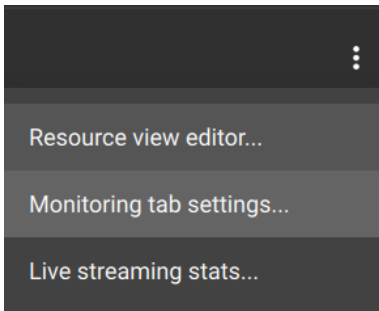 Resource view editor...
Monitoring tab settings...
Live streaming stats...